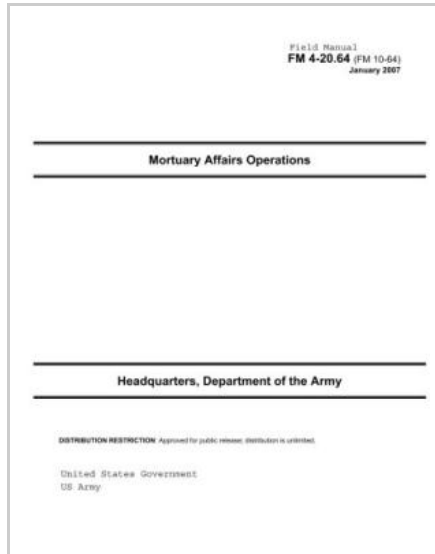 Field Manual
FM 4-20.64 (FM 10-64)
January 2007
Mortuary Affairs Operations
Headquarters, Department of the Army
DISTRIBUTION RESTRICTION: Approved for public release; distribution is unlimited.
United States Government
US Army